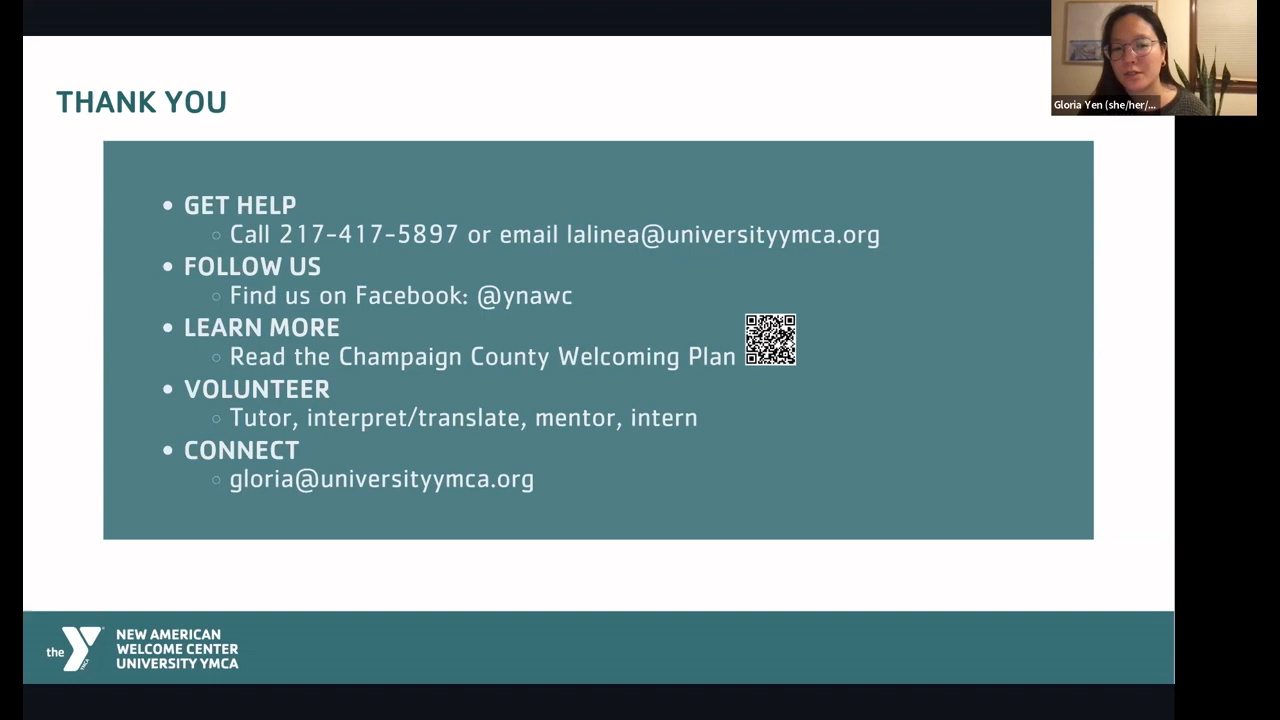 THANK YOU
Gloria Yen (she/her/...
• GET HELP
○ Call 217-417-5897 or email lalinea@universityymca.org
• FOLLOW US
○ Find us on Facebook: @ynawc
• LEARN MORE
○ Read the Champaign County Welcoming Plan
• VOLUNTEER
○ Tutor, interpret/translate, mentor, intern
• CONNECT
○ gloria@universityymca.org
the
YMCA
NEW AMERICAN
WELCOME CENTER
UNIVERSITY YMCA